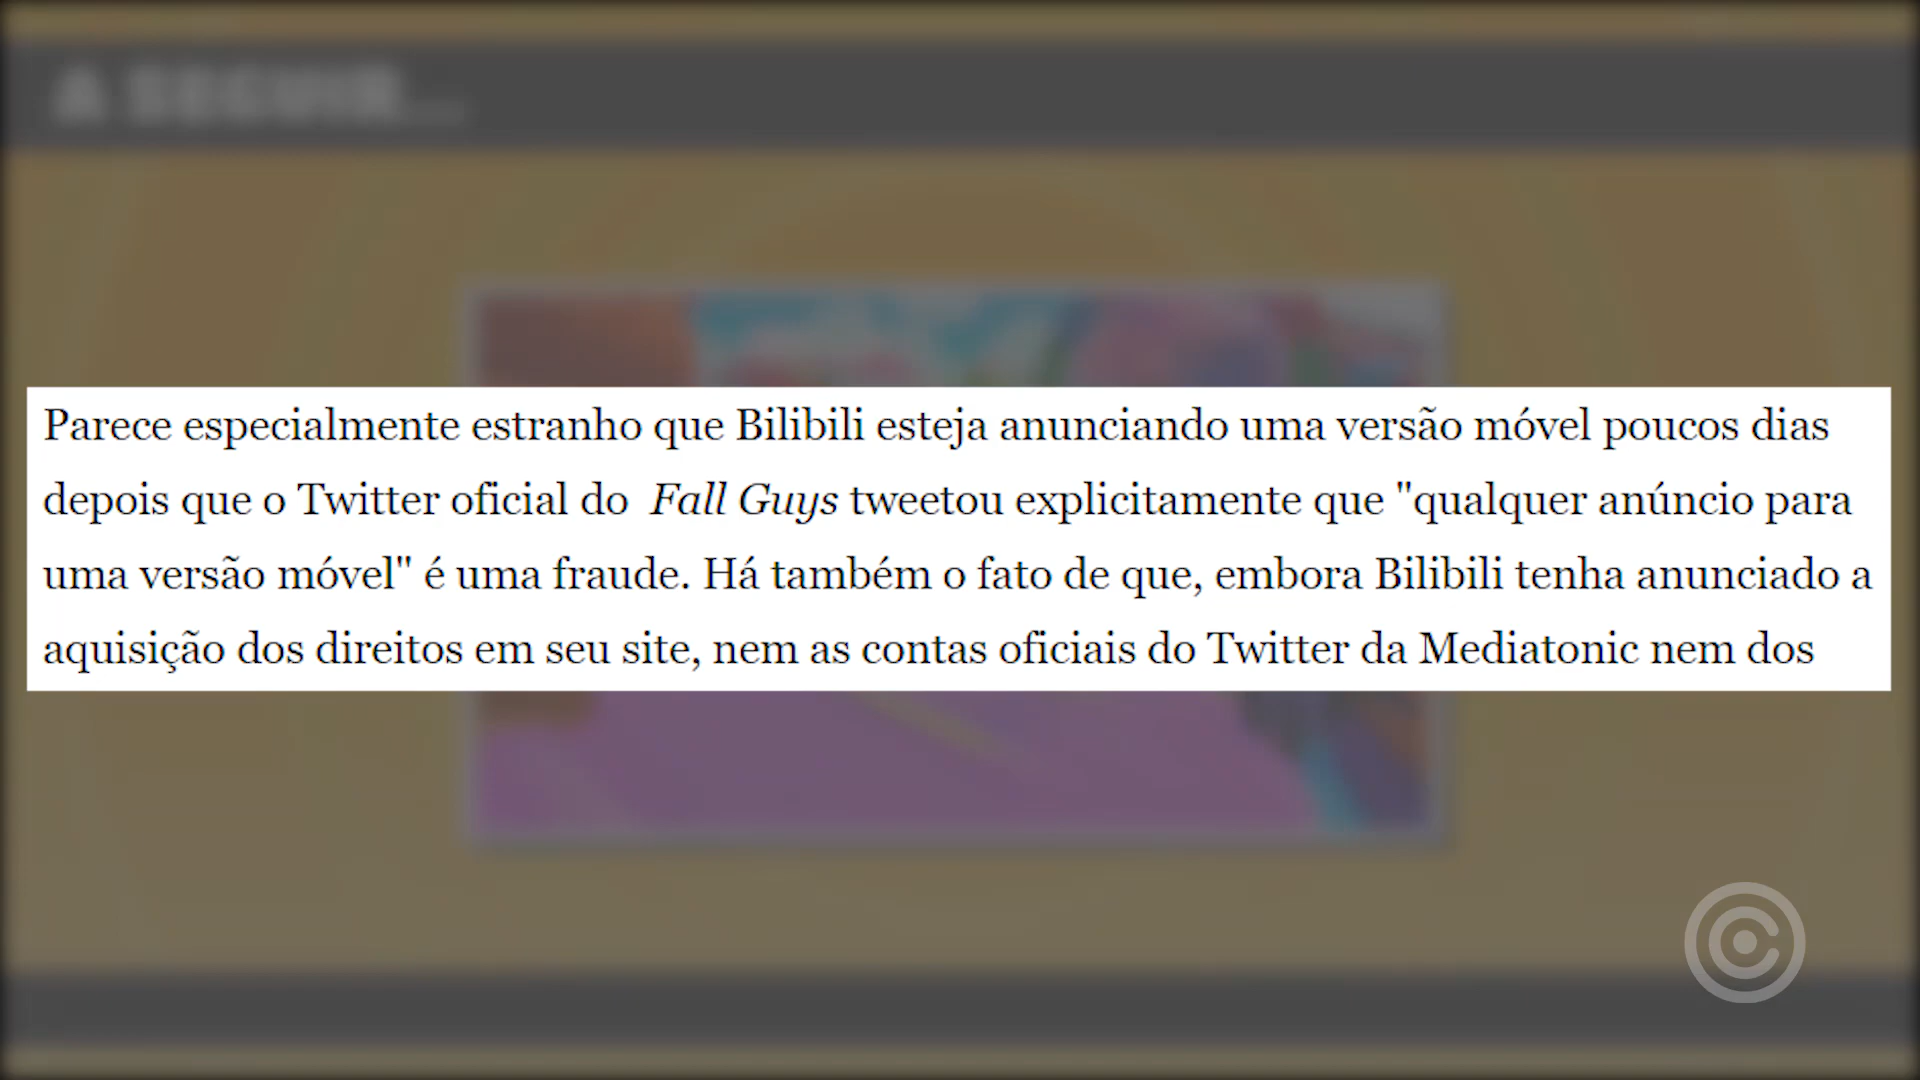 A SEGUIR...
Parece especialmente estranho que Bilibili esteja anunciando uma versão móvel poucos dias
depois que o Twitter oficial do Fall Guys tweetou explicitamente que "qualquer anúncio para
uma versão móvel" é uma fraude. Há também o fato de que, embora Bilibili tenha anunciado a
aquisição dos direitos em seu site, nem as contas oficiais do Twitter da Mediatonic nem dos